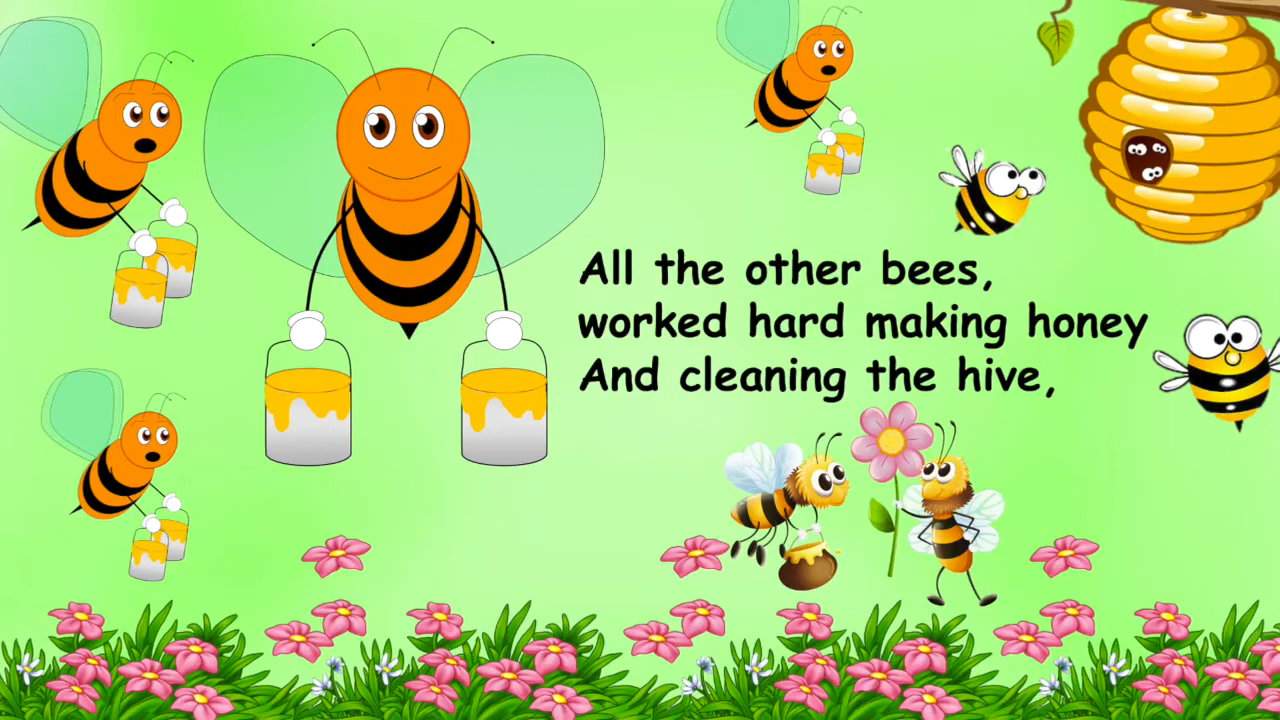 All the other bees,
worked hard making honey
And cleaning the hive,